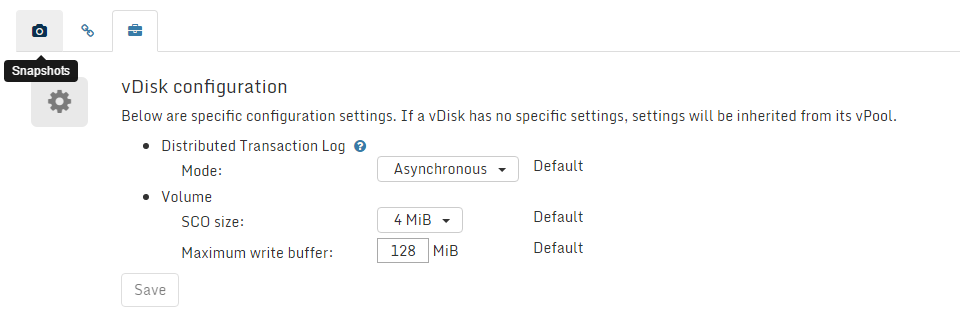 Snapshots
vDisk configuration
Below are specific configuration settings. If a vDisk has no specific settings, settings will be inherited from its vPool.
Distributed Transaction Log ?
Mode: Asynchronous Default
Volume
SCO size: 4 MiB Default
Maximum write buffer: 128 MiB Default
Save